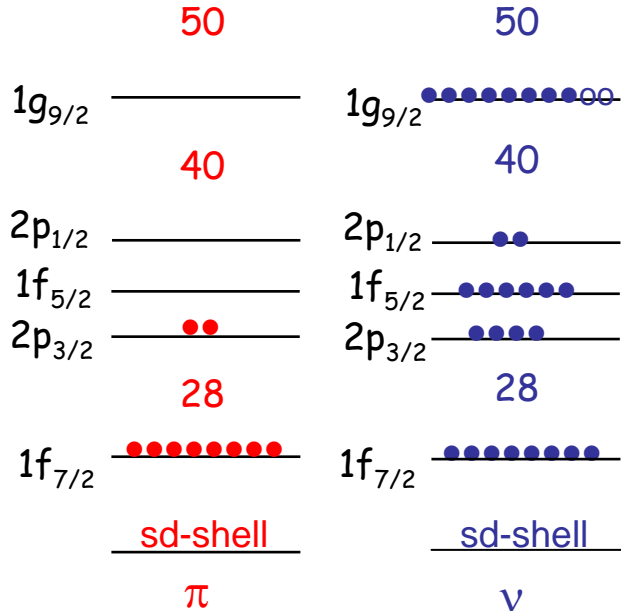 50 50
1g9/2 1g9/2
40 40
2p1/2 2p1/2
1f5/2 1f5/2
2p3/2 2p3/2
28 28
1f7/2 1f7/2
sd-shell sd-shell
π ν